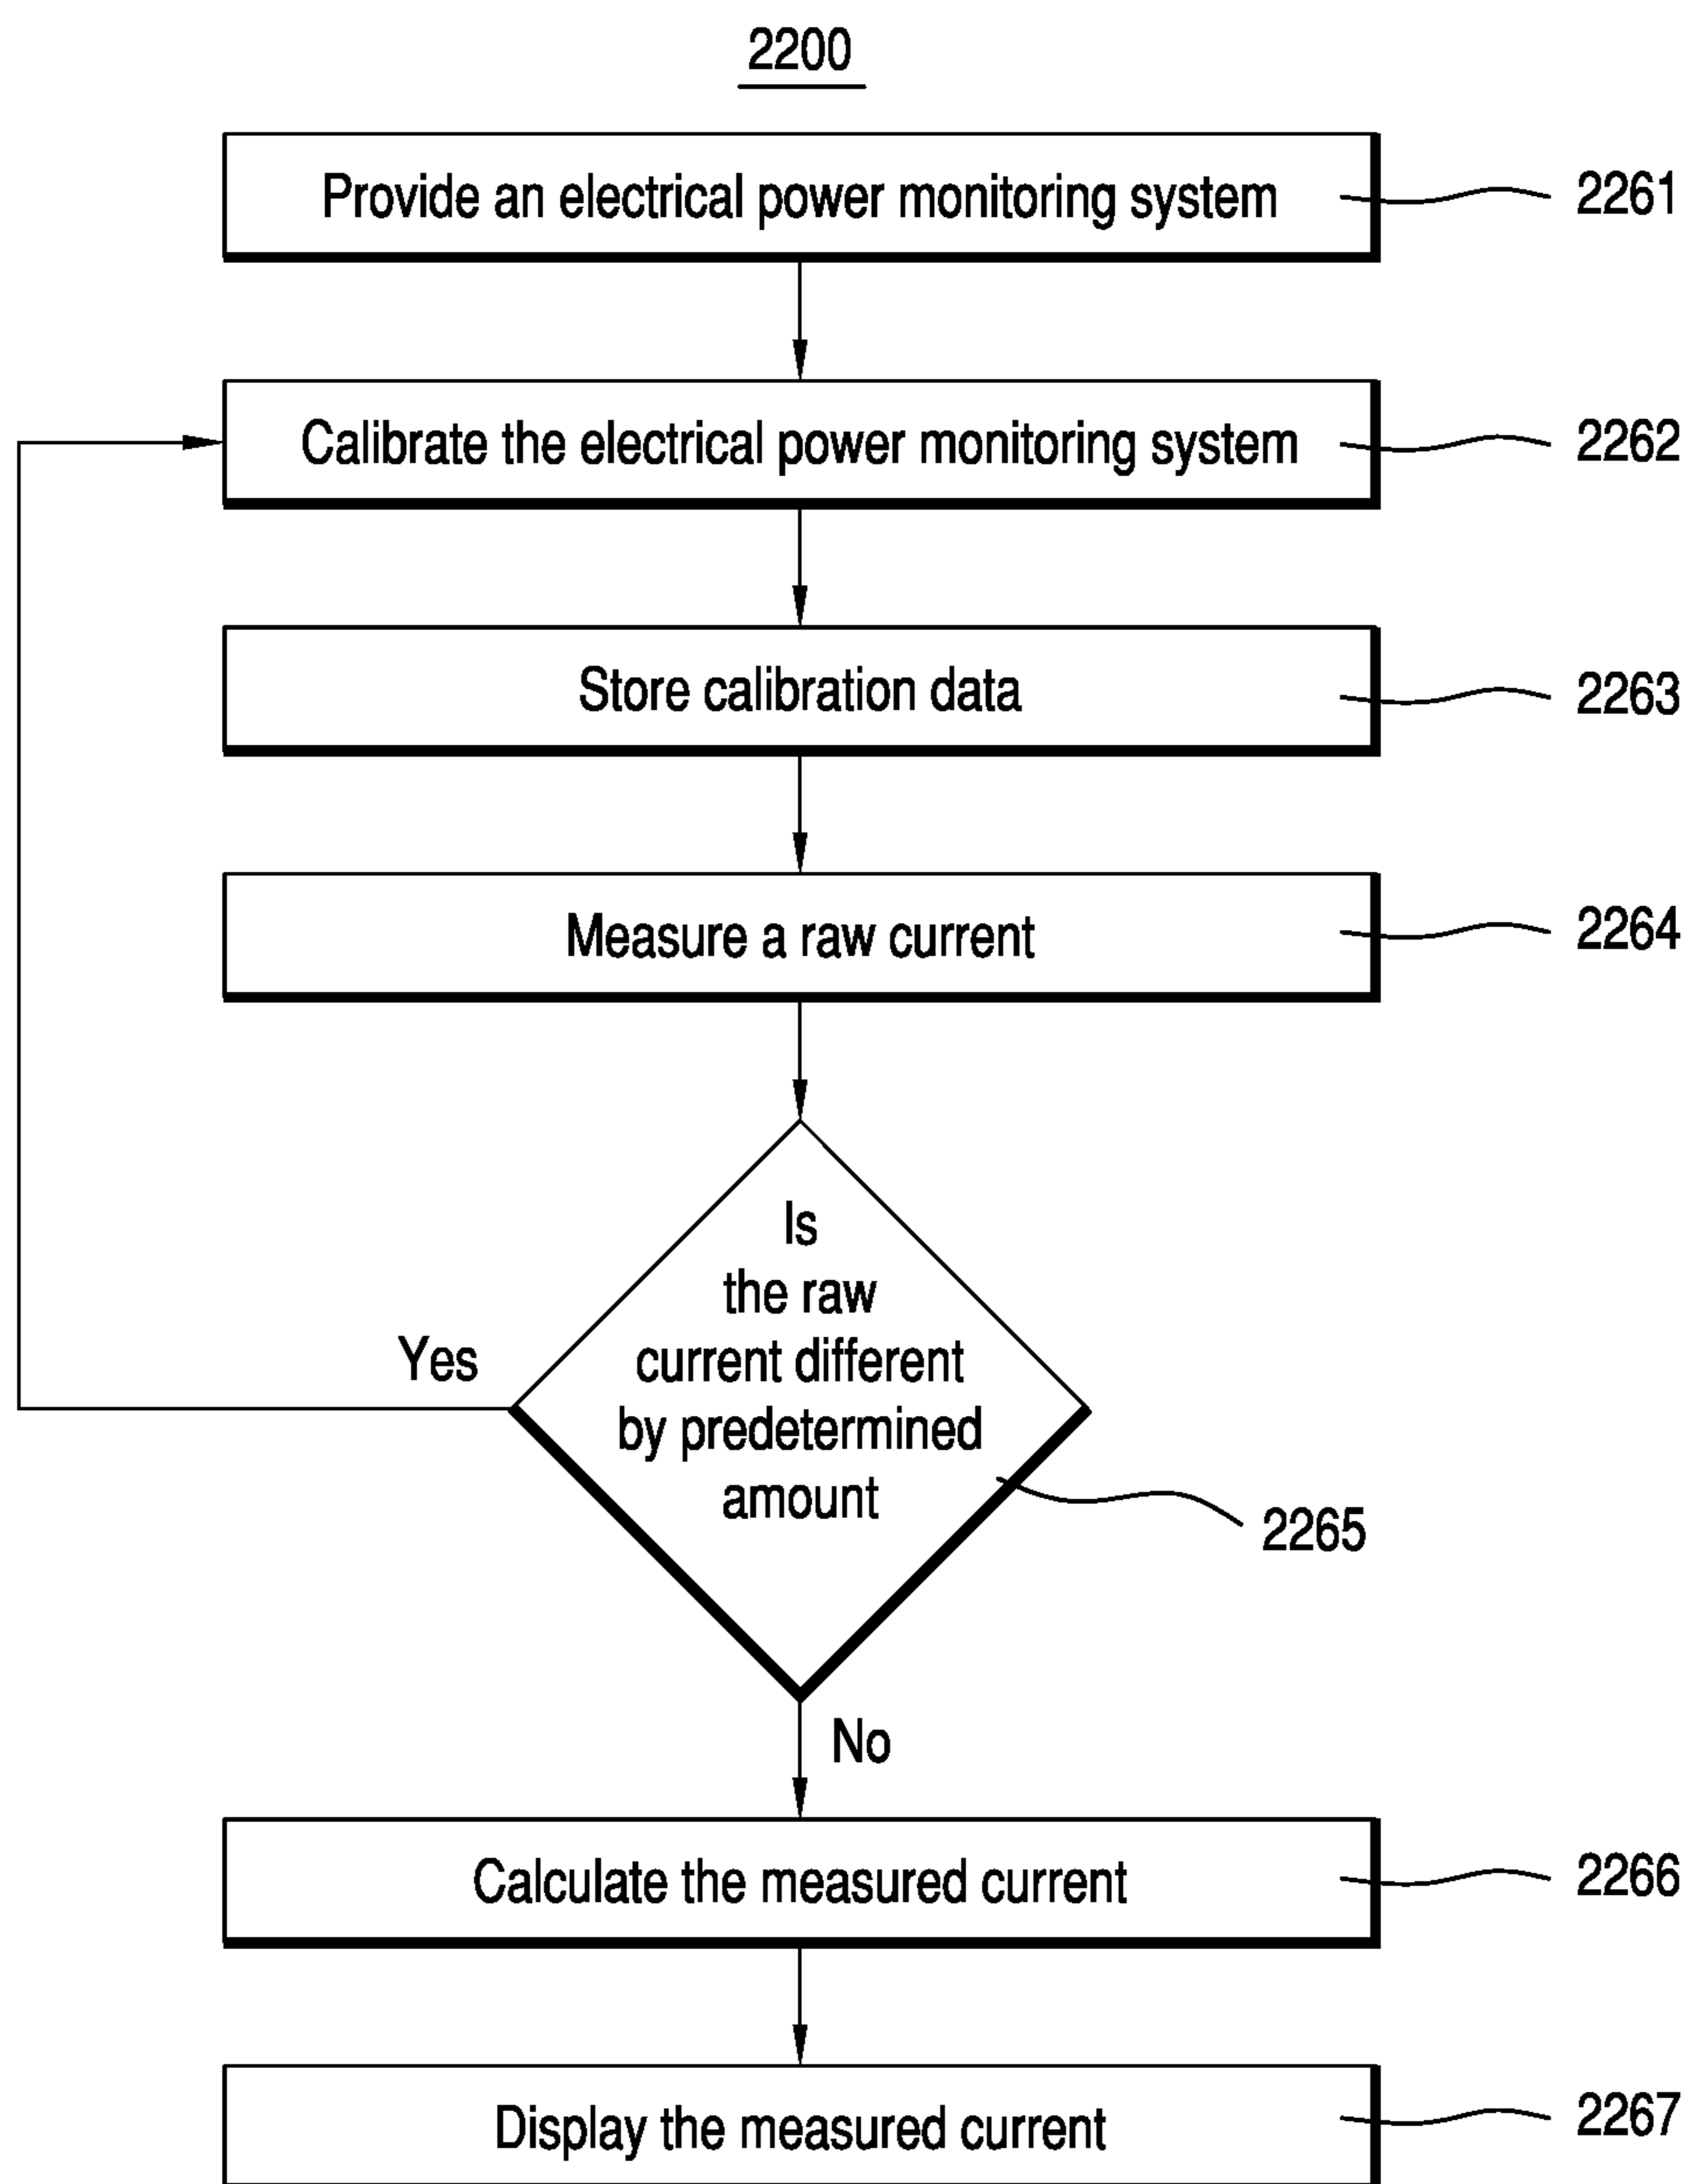 2200
Provide an electrical power monitoring system
2261
Calibrate the electrical power monitoring system
2262
Store calibration data
2263
Measure a raw current
2264
Is
the raw
current different
by predetermined
amount
Yes
2265
No
Calculate the measured current
2266
Display the measured current
2267